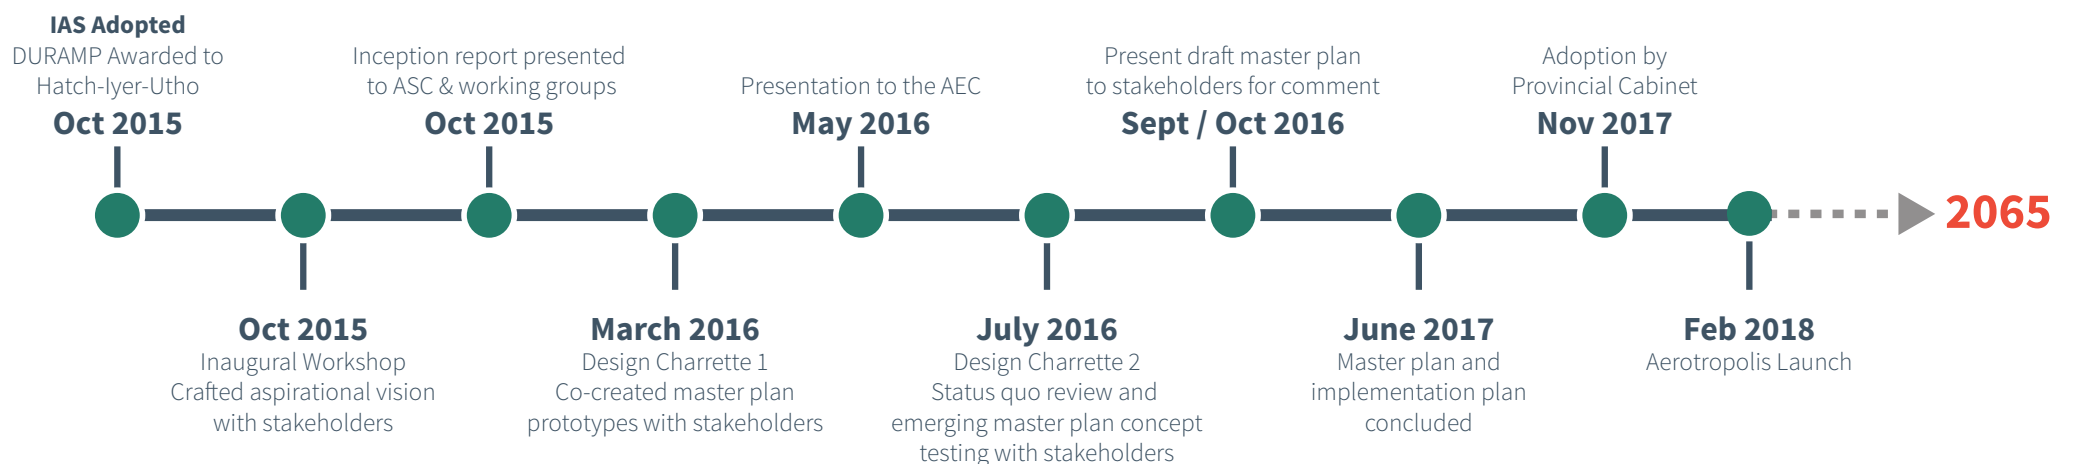 IAS Adopted
DURAMP Awarded to
Hatch-Iyer-Utho
Oct 2015
Oct 2015
Inaugural Workshop
Crafted aspirational vision
with stakeholders
Inception report presented
to ASC & working groups
Oct 2015
March 2016
Design Charrette 1
Co-created master plan
prototypes with stakeholders
Presentation to the AEC
May 2016
July 2016
Design Charrette 2
Status quo review and
emerging master plan concept
testing with stakeholders
Present draft master plan
to stakeholders for comment
Sept / Oct 2016
June 2017
Master plan and
implementation plan
concluded
Adoption by
Provincial Cabinet
Nov 2017
Feb 2018
Aerotropolis Launch
2065